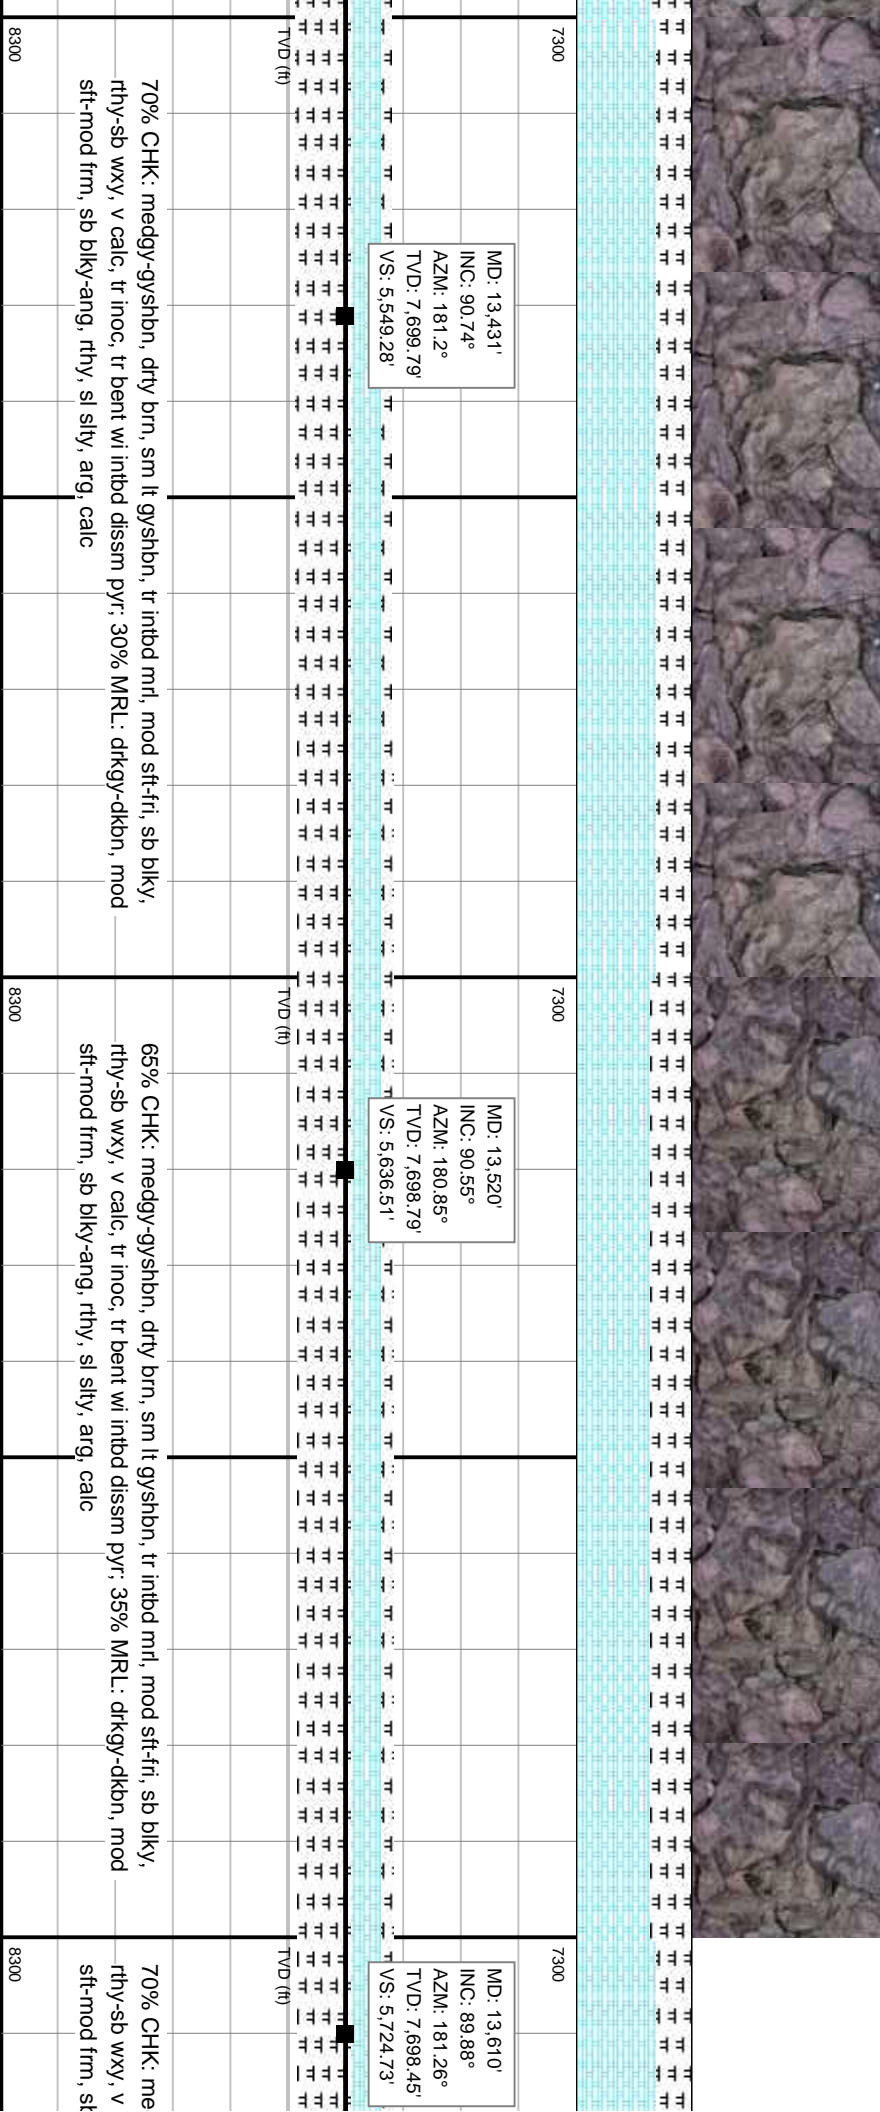 7300
TVD (ft)
8300
MD: 13,431'
INC: 90.74°
AZM: 181.2°
TVD: 7,699.79'
VS: 5,549.28'
70% CHK: medgy-gyshbn, drty brn, sm lt gyshbn, tr intbd mrl, mod sft-fri, sb blky,
rthy-sb wxy, v calc, tr inoc, tr bent wi intbd dissm pyr; 30% MRL: drkgy-dkbn, mod
sft-mod frm, sb blky-ang, rthy, sl slty, arg, calc
7300
TVD (ft)
8300
MD: 13,520'
INC: 90.55°
AZM: 180.85°
TVD: 7,698.79'
VS: 5,636.51'
65% CHK: medgy-gyshbn, drty brn, sm lt gyshbn, tr intbd mrl, mod sft-fri, sb blky,
rthy-sb wxy, v calc, tr inoc, tr bent wi intbd dissm pyr; 35% MRL: drkgy-dkbn, mod
sft-mod frm, sb blky-ang, rthy, sl slty, arg, calc
7300
TVD (ft)
8300
MD: 13,610'
INC: 89.88°
AZM: 181.26°
TVD: 7,698.45'
VS: 5,724.73'
70% CHK: me
rthy-sb wxy, v
sft-mod frm, sb